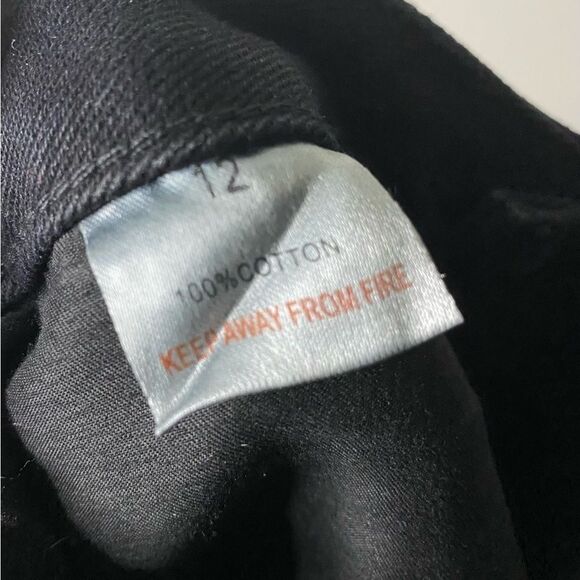 12
100%COTTON
KEEP AWAY FROM FIRE